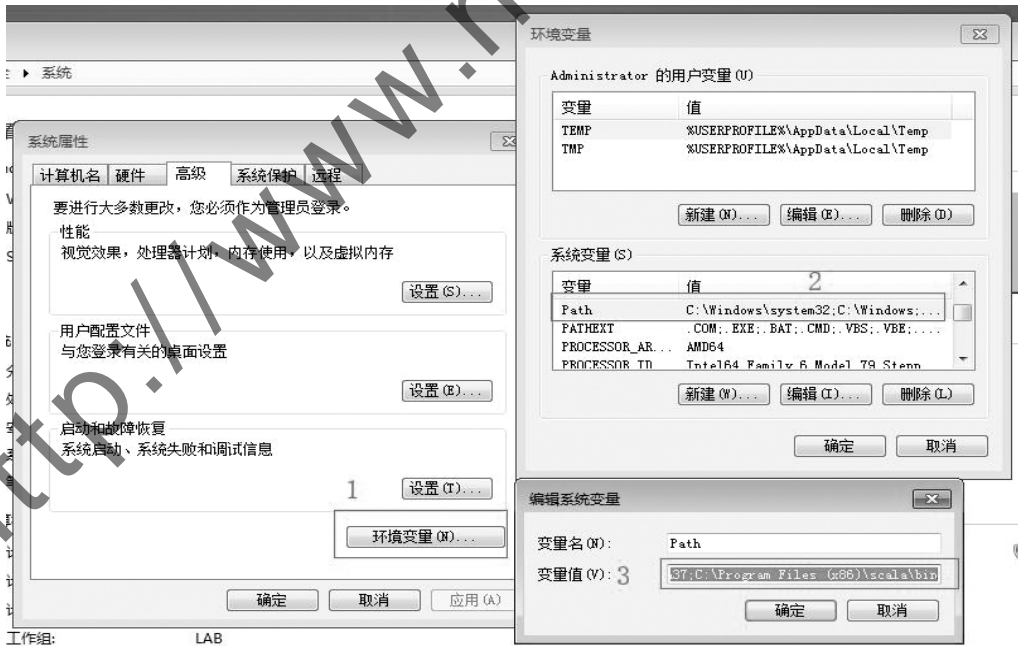 系统
系统属性
计算机名 硬件 高级 系统保护 远程
要进行大多数更改，您必须作为管理员登录。
性能
视觉效果，处理器计划，内存使用，以及虚拟内存
设置(S)...
用户配置文件
与您登录有关的桌面设置
设置(E)...
启动和故障恢复
系统启动、系统失败和调试信息
1
设置(T)...
环境变量(N)...
确定 取消 应用(A)
工作组: LAB
环境变量
Administrator 的用户变量(U)
变量 值
TEMP %USERPROFILE%\AppData\Local\Temp
TMP %USERPROFILE%\AppData\Local\Temp
新建(N)... 编辑(E)... 删除(D)
系统变量(S)
变量 值 2
Path C:\Windows\system32;C:\Windows;...
PATHEXT .COM;.EXE;.BAT;.CMD;.VBS;.VBE;....
PROCESSOR_AR... AMD64
PROCESSOR_ID Intel64 Family 6 Model 79 Stepp
新建(W)... 编辑(I)... 删除(L)
确定 取消
编辑系统变量
变量名(N): Path
变量值(V): 3 37;C:\Program Files (x86)\scala\bin
确定 取消
http://www.n